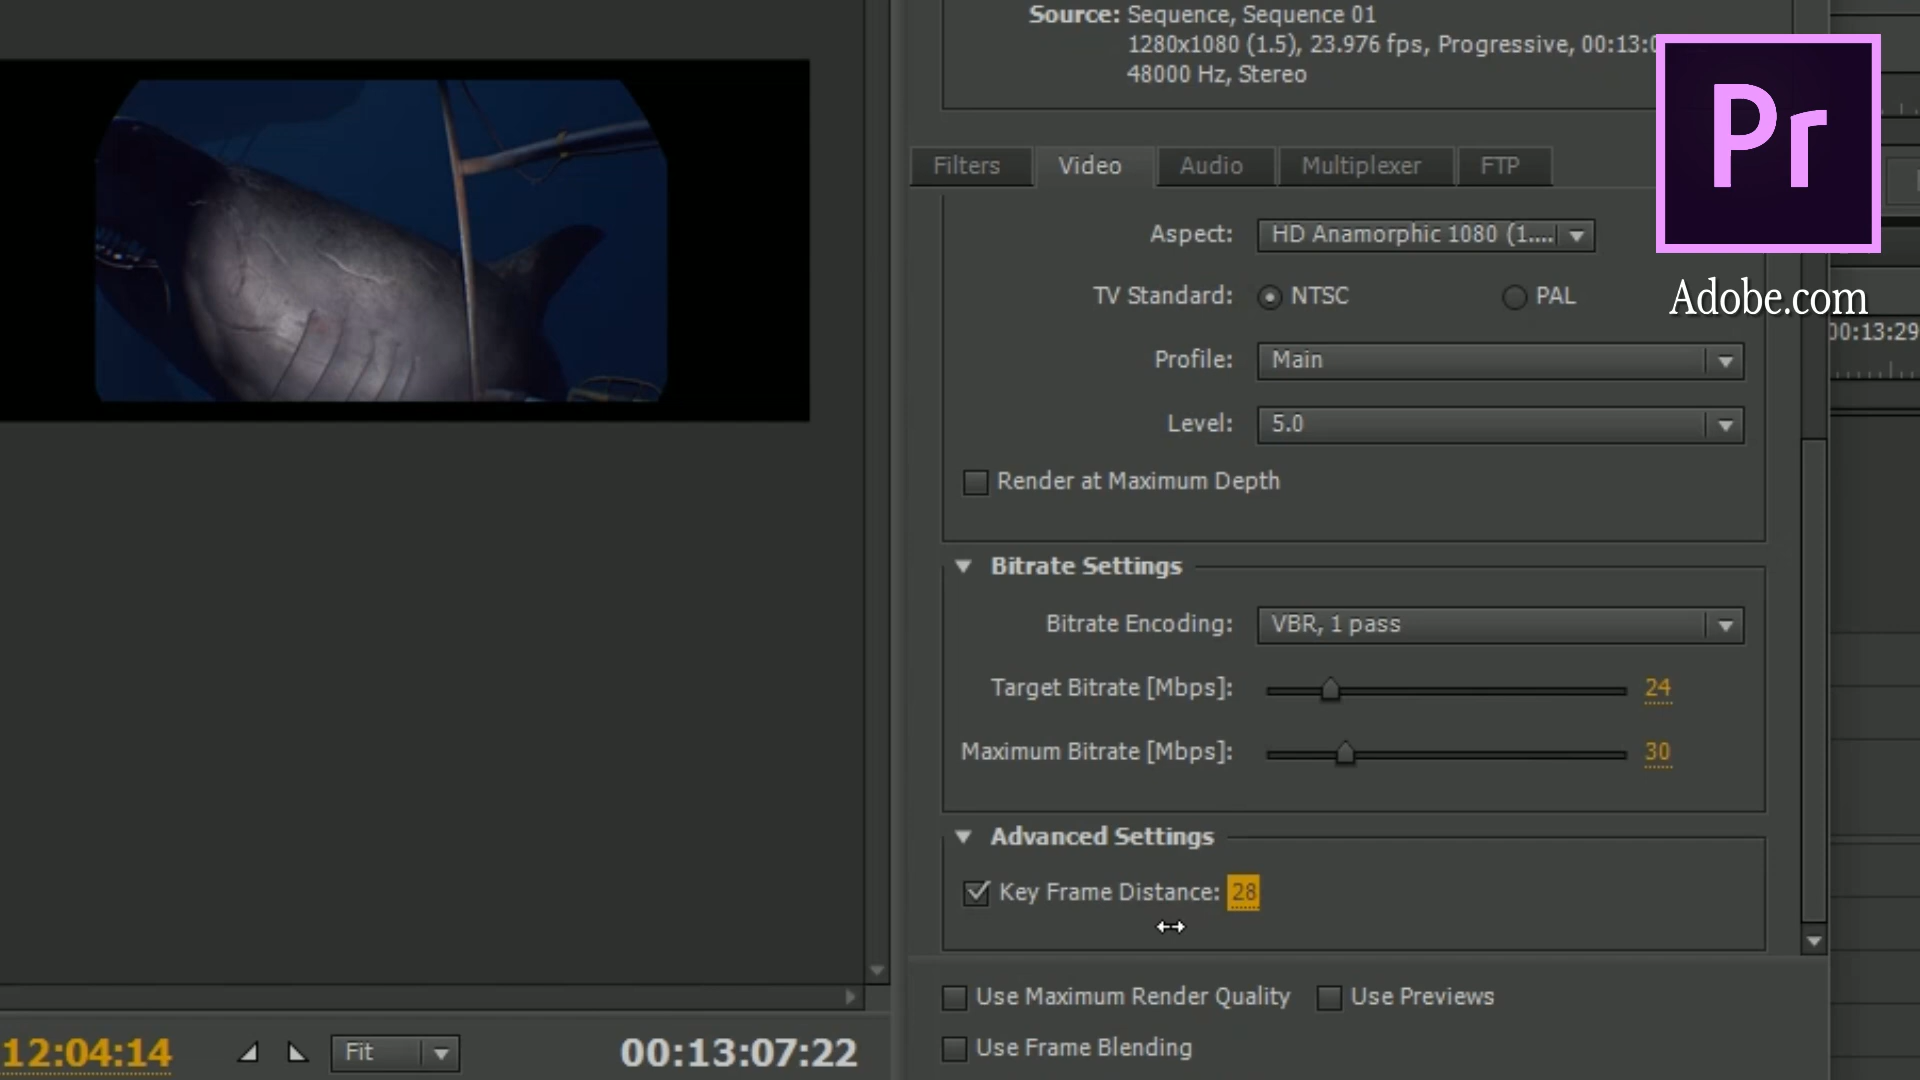 Source: Sequence, Sequence 01
1280x1080 (1.5), 23.976 fps, Progressive, 00:13:
48000 Hz, Stereo
Pr
Adobe.com
Filters Video Audio Multiplexer FTP
Aspect: HD Anamorphic 1080 (1....
TV Standard: NTSC PAL
00:13:29
Profile: Main
Level: 5.0
Render at Maximum Depth
Bitrate Settings
Bitrate Encoding: VBR, 1 pass
Target Bitrate [Mbps]: 24
Maximum Bitrate [Mbps]: 30
Advanced Settings
Key Frame Distance: 28
Use Maximum Render Quality Use Previews
Use Frame Blending
12:04:14 Fit 00:13:07:22